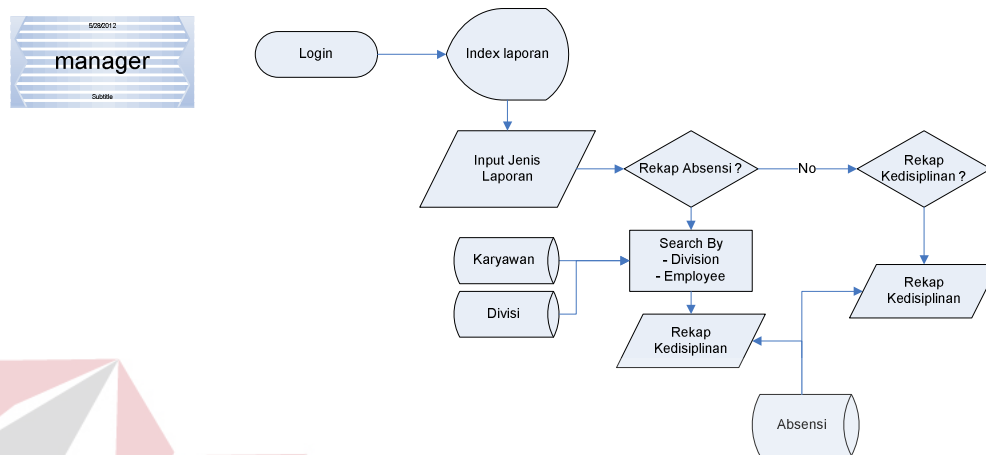 5/28/2012
manager
Subtitle
Login
Index laporan
Input Jenis
Laporan
Rekap Absensi ?
No
Rekap
Kedisiplinan ?
Karyawan
Divisi
Search By
- Division
- Employee
Rekap
Kedisiplinan
Rekap
Kedisiplinan
Absensi